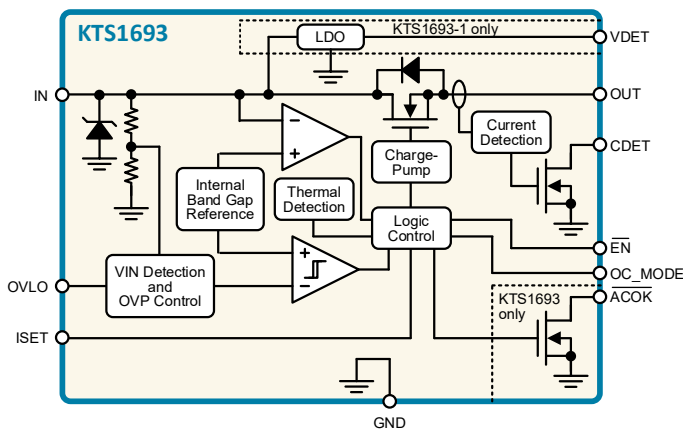 KTS1693
LDO
KTS1693-1 only
VDET
IN
OUT
Current
Detection
CDET
Charge-
Pump
Internal
Band Gap
Reference
Thermal
Detection
Logic
Control
EN
VIN Detection
and
OVP Control
OVLO
OC_MODE
KTS1693
only
ACOK
ISET
GND